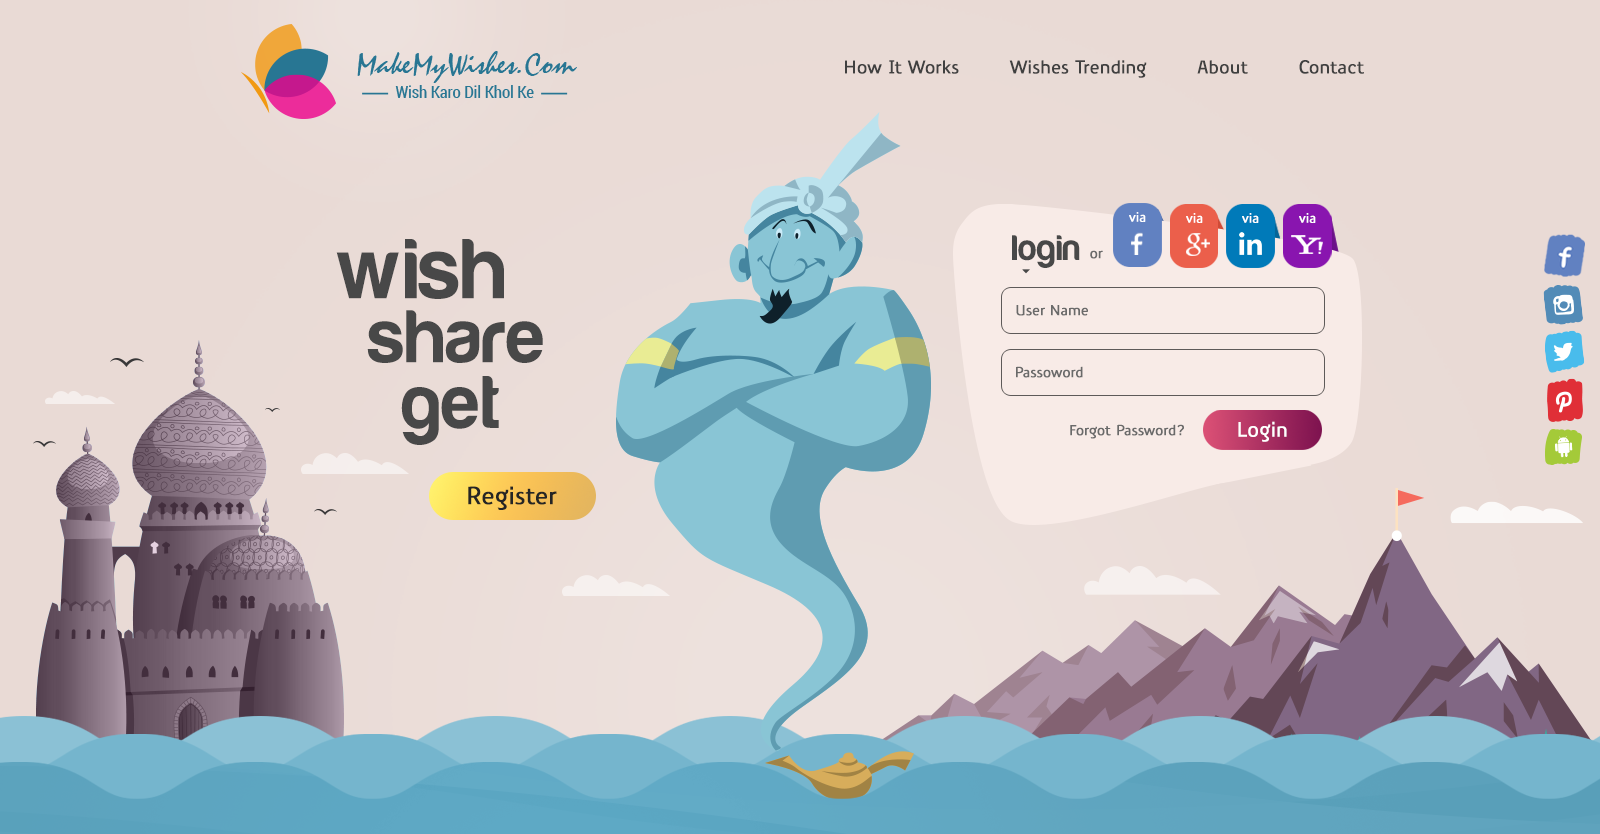 MakeMyWishes.Com
Wish Karo Dil Khol Ke
How It Works
Wishes Trending
About
Contact
wish
share
get
Register
login or
via
f
via
g+
via
in
via
Y!
User Name
Passoword
Forgot Password?
Login
f